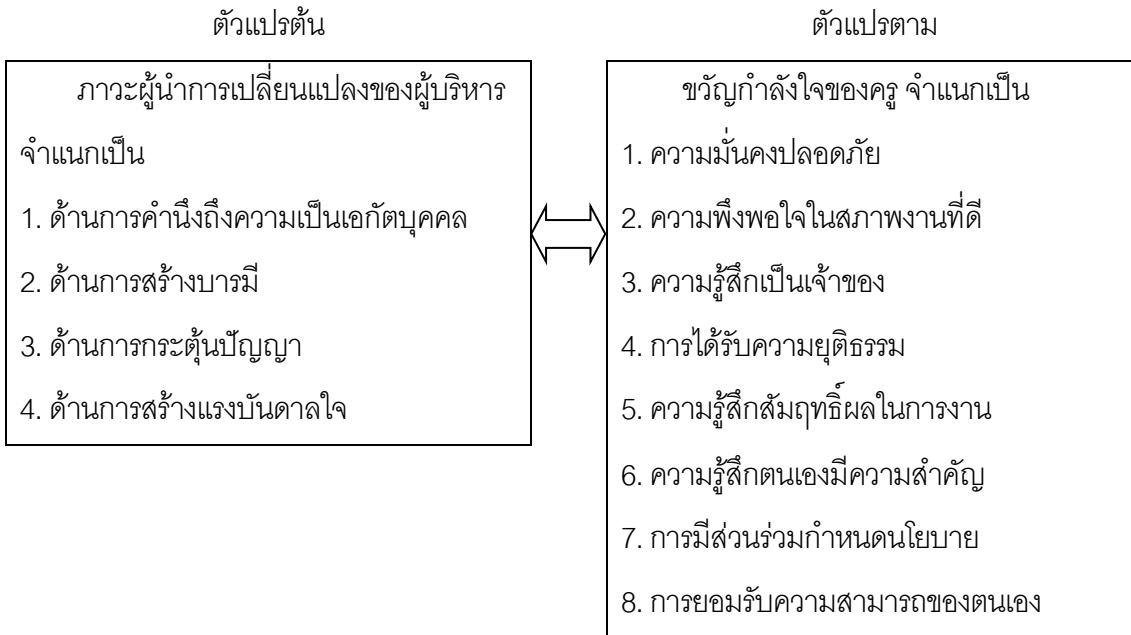 ตัวแปรต้น
ภาวะผู้นำการเปลี่ยนแปลงของผู้บริหาร
จำแนกเป็น
1. ด้านการคำนึงถึงความเป็นเอกัตบุคคล
2. ด้านการสร้างบารมี
3. ด้านการกระตุ้นปัญญา
4. ด้านการสร้างแรงบันดาลใจ
ตัวแปรตาม
ขวัญกำลังใจของครู จำแนกเป็น
1. ความมั่นคงปลอดภัย
2. ความพึงพอใจในสภาพงานที่ดี
3. ความรู้สึกเป็นเจ้าของ
4. การได้รับความยุติธรรม
5. ความรู้สึกสัมฤทธิ์ผลในการงาน
6. ความรู้สึกตนเองมีความสำคัญ
7. การมีส่วนร่วมกำหนดนโยบาย
8. การยอมรับความสามารถของตนเอง